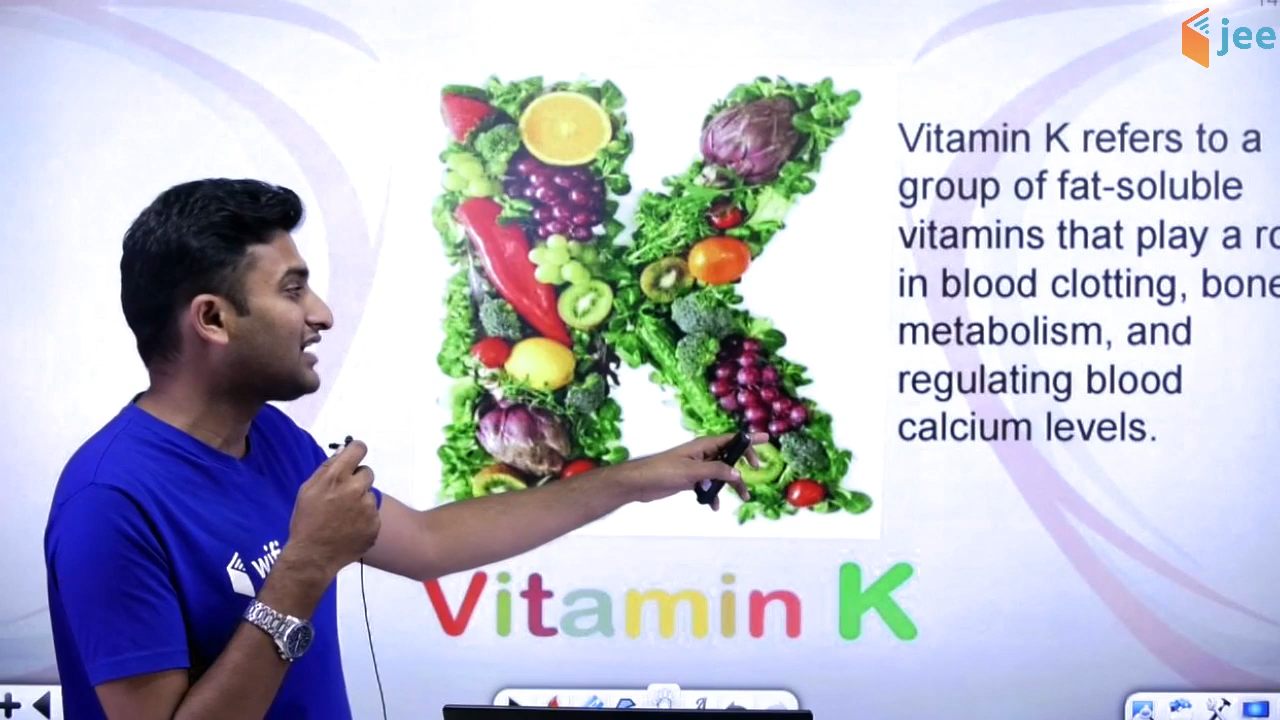 jee
Vitamin K refers to a
group of fat-soluble
vitamins that play a
in blood clotting, bone
metabolism, and
regulating blood
calcium levels.
wifi
Vitamin K